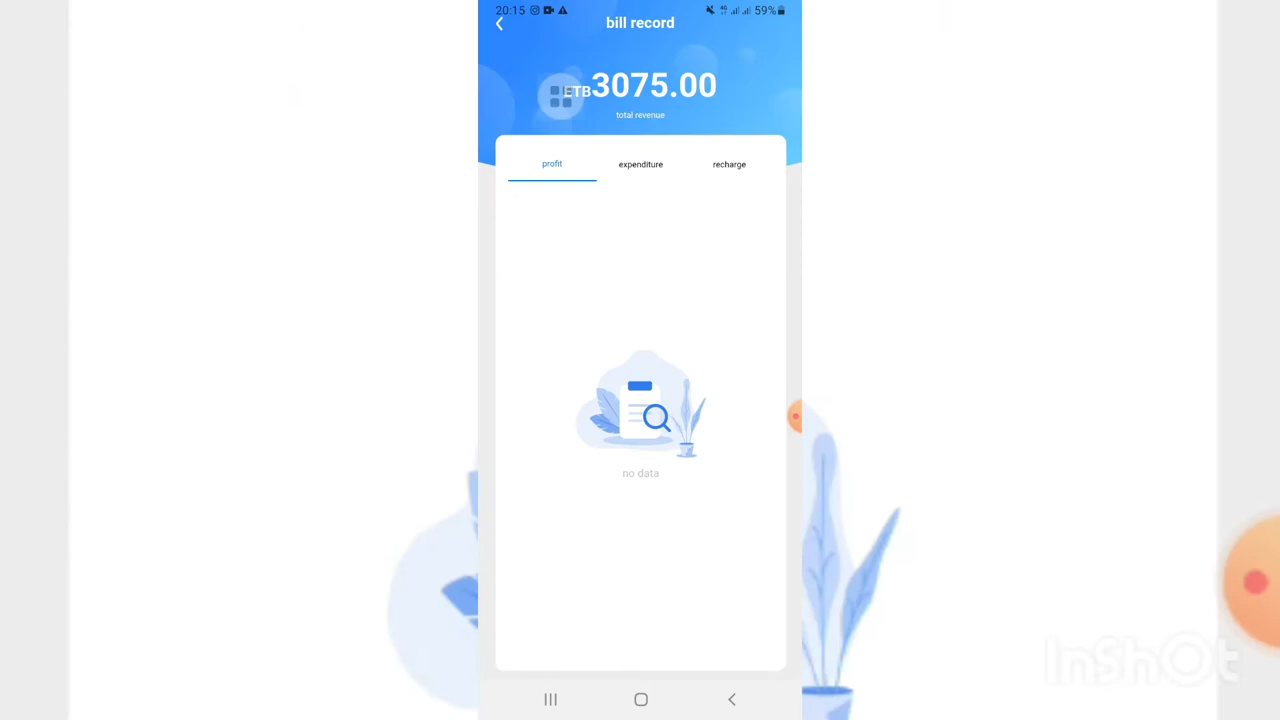 20:15
59%
bill record
ETB3075.00
total revenue
profit
expenditure
recharge
no data
InShOt